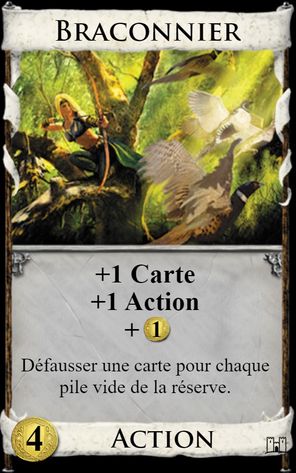 BRACONNIER
+1 Carte
+1 Action
+ 1
Défausser une carte pour chaque
pile vide de la réserve.
4 ACTION